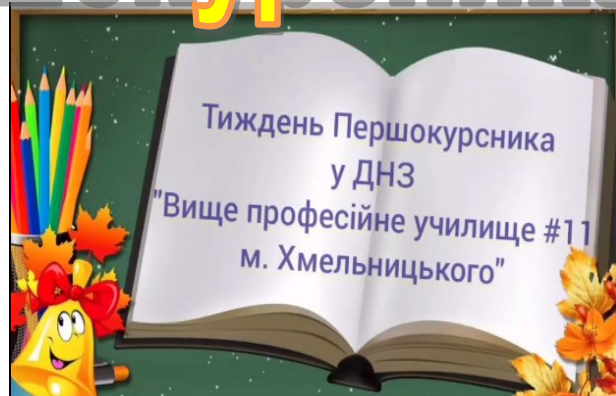 Тиждень Першокурсника
у ДНЗ
"Вище професійне училище #11
м. Хмельницького"